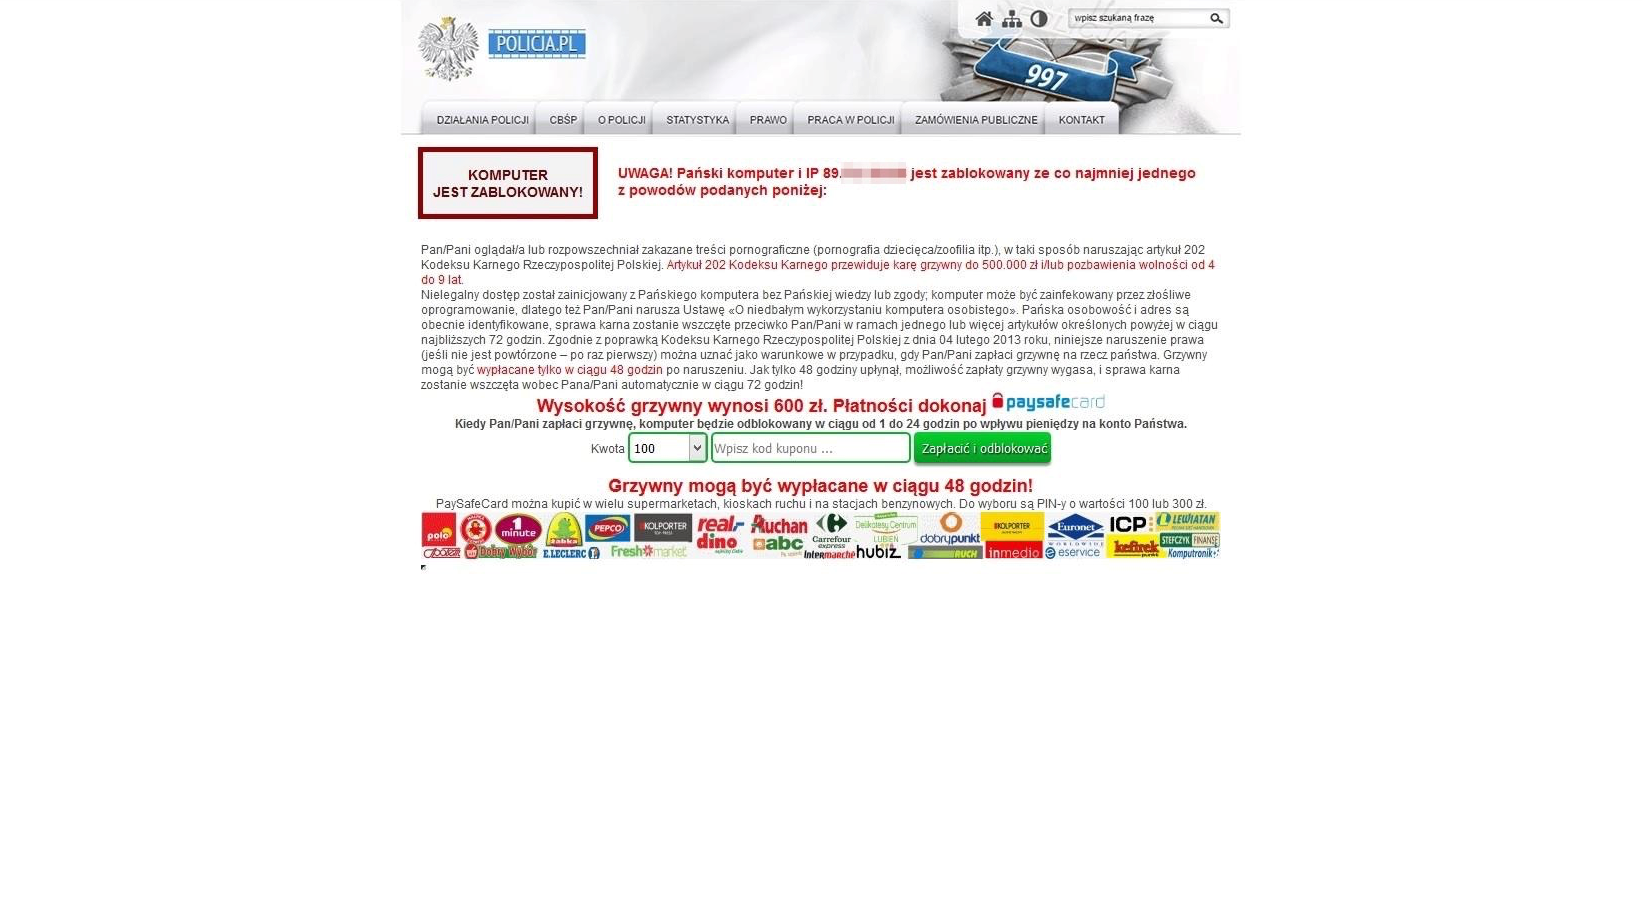 POLICJA.PL
wpisz szukaną frazę
997
DZIAŁANIA POLICJI CBŚP O POLICJI STATYSTYKA PRAWO PRACA W POLICJI ZAMÓWIENIA PUBLICZNE KONTAKT
KOMPUTER
JEST ZABLOKOWANY!
UWAGA! Pański komputer i IP 89. jest zablokowany ze co najmniej jednego
z powodów podanych poniżej:
Pan/Pani oglądał/a lub rozpowszechniał zakazane treści pornograficzne (pornografia dziecięca/zoofilia itp.), w taki sposób naruszając artykuł 202
Kodeksu Karnego Rzeczypospolitej Polskiej. Artykuł 202 Kodeksu Karnego przewiduje karę grzywny do 500.000 zł i/lub pozbawienia wolności od 4
do 9 lat.
Nielegalny dostęp został zainicjowany z Pańskiego komputera bez Pańskiej wiedzy lub zgody; komputer może być zainfekowany przez złośliwe
oprogramowanie, dlatego też Pan/Pani narusza Ustawę «O niedbałym wykorzystaniu komputera osobistego». Pańska osobowość i adres są
obecnie identyfikowane, sprawa karna zostanie wszczęte przeciwko Pan/Pani w ramach jednego lub więcej artykułów określonych powyżej w ciągu
najbliższych 72 godzin. Zgodnie z poprawką Kodeksu Karnego Rzeczypospolitej Polskiej z dnia 04 lutego 2013 roku, niniejsze naruszenie prawa
(jeśli nie jest powtórzone – po raz pierwszy) można uznać jako warunkowe w przypadku, gdy Pan/Pani zapłaci grzywnę na rzecz państwa. Grzywny
mogą być wypłacane tylko w ciągu 48 godzin po naruszeniu. Jak tylko 48 godziny upłynął, możliwość zapłaty grzywny wygasa, i sprawa karna
zostanie wszczęta wobec Pana/Pani automatycznie w ciągu 72 godzin!
Wysokość grzywny wynosi 600 zł. Płatności dokonaj paysafecard
Kiedy Pan/Pani zapłaci grzywnę, komputer będzie odblokowany w ciągu od 1 do 24 godzin po wpływu pieniędzy na konto Państwa.
Kwota 100 Wpisz kod kuponu ... Zapłacić i odblokować
Grzywny mogą być wypłacane w ciągu 48 godzin!
PaySafeCard można kupić w wielu supermarketach, kioskach ruchu i na stacjach benzynowych. Do wyboru są PIN-y o wartości 100 lub 300 zł.
polo 1 minute żabka PEPCO KOLPORTER real,- Auchan Carrefour express Delikatesy Centrum dobrypunkt KOLPORTER Euronet WORLDWIDE ICP LEWIATAN
Dobry Wybór E.LECLERC Freshmarket dino abc Intermarche LUBIEŃ hubiz RUCH inmedio eservice kefirek STEFCZYK FINANSE Komputronik